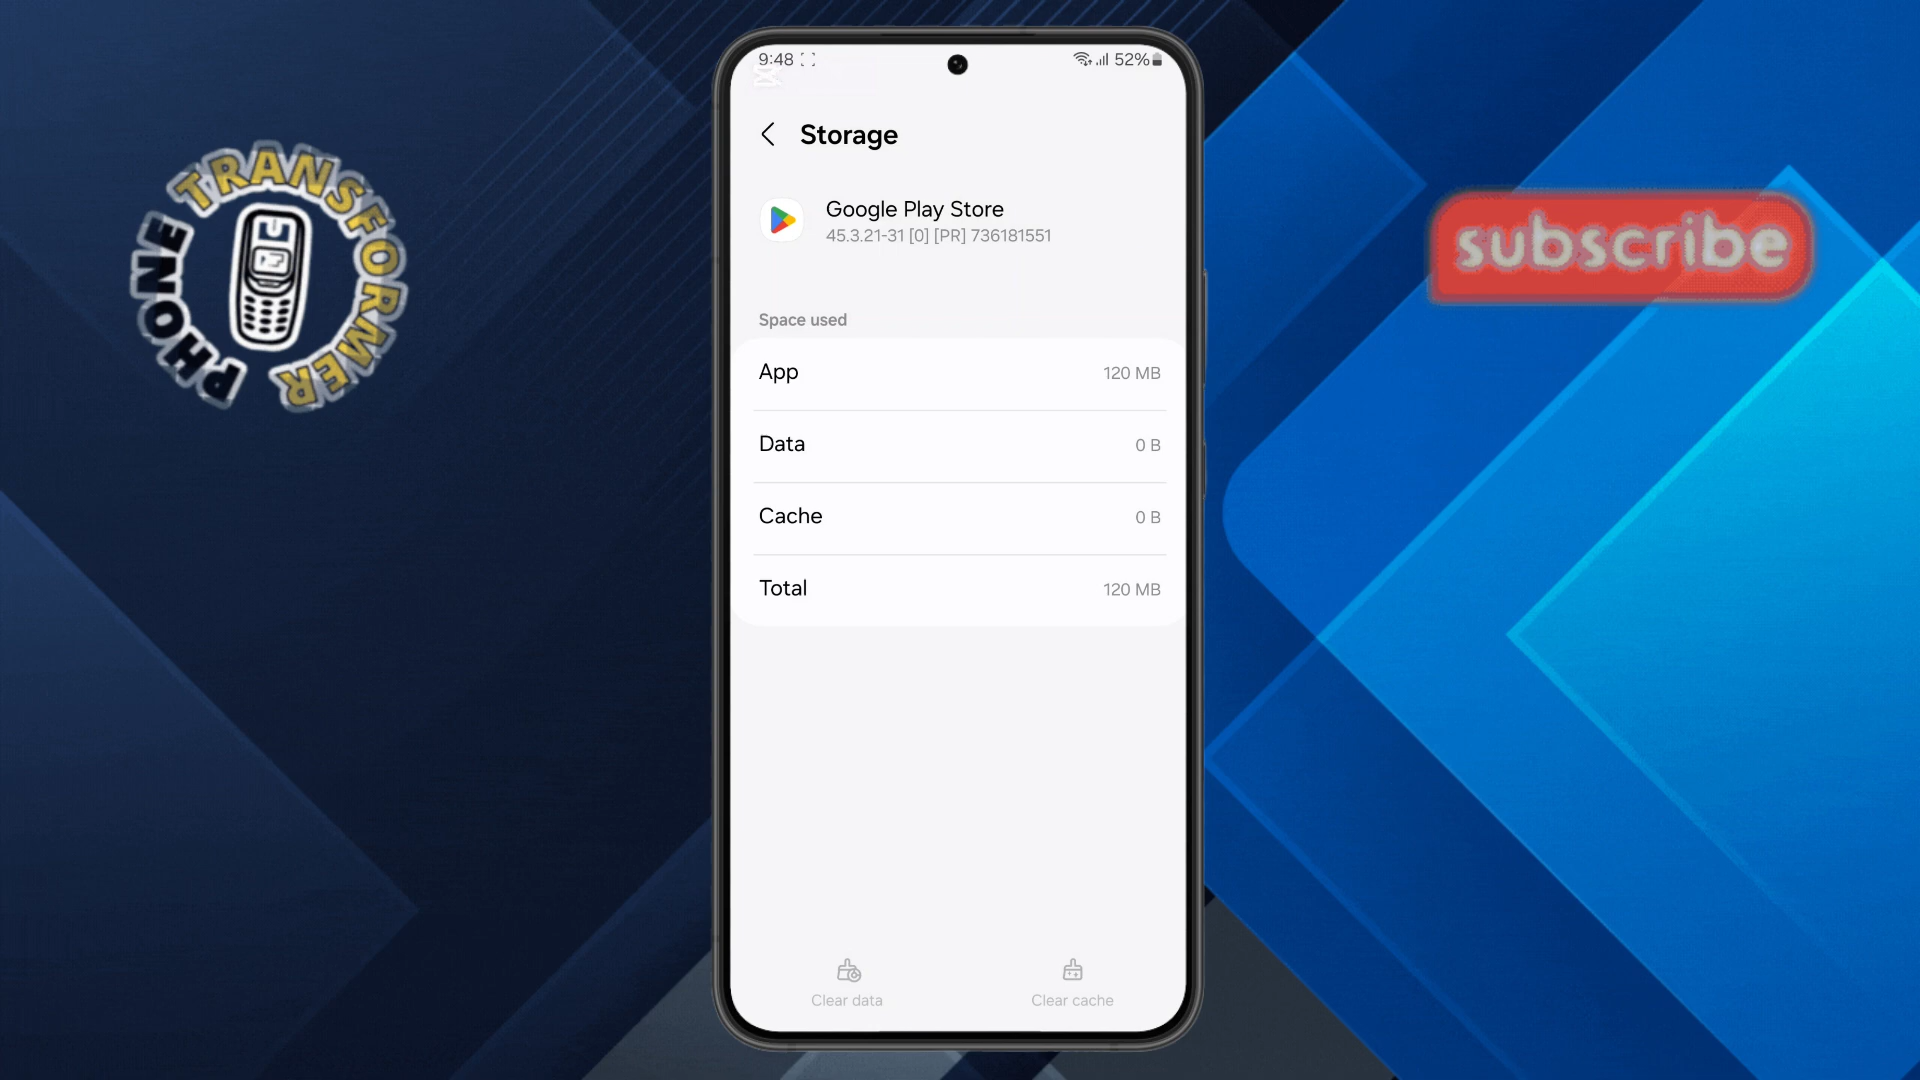 PHONE TRANSFORMER
subscribe
9:48
52%
Storage
Google Play Store
45.3.21-31 [0] [PR] 736181551
Space used
App
120 MB
Data
0 B
Cache
0 B
Total
120 MB
Clear data
Clear cache